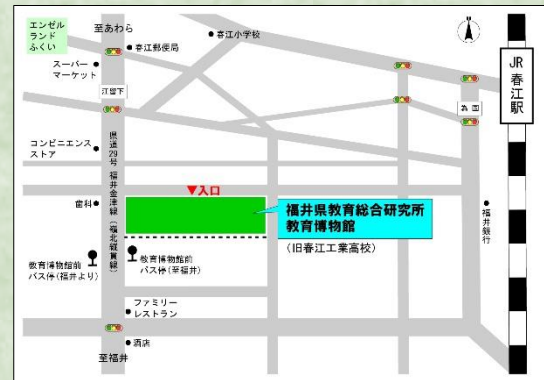 エンゼル
ランド
ふくい
至あわら
春江郵便局
春江小学校
スーパー
マーケット
江留下
JR
春江駅
為国
コンビニエンス
ストア
県道29号 福井金津線（嶺北縦貫線）
歯科
▼入口
福井県教育総合研究所
教育博物館
（旧春江工業高校）
福井銀行
教育博物館前
バス停（福井より）
教育博物館前
バス停（至福井）
ファミリー
レストラン
酒店
至福井